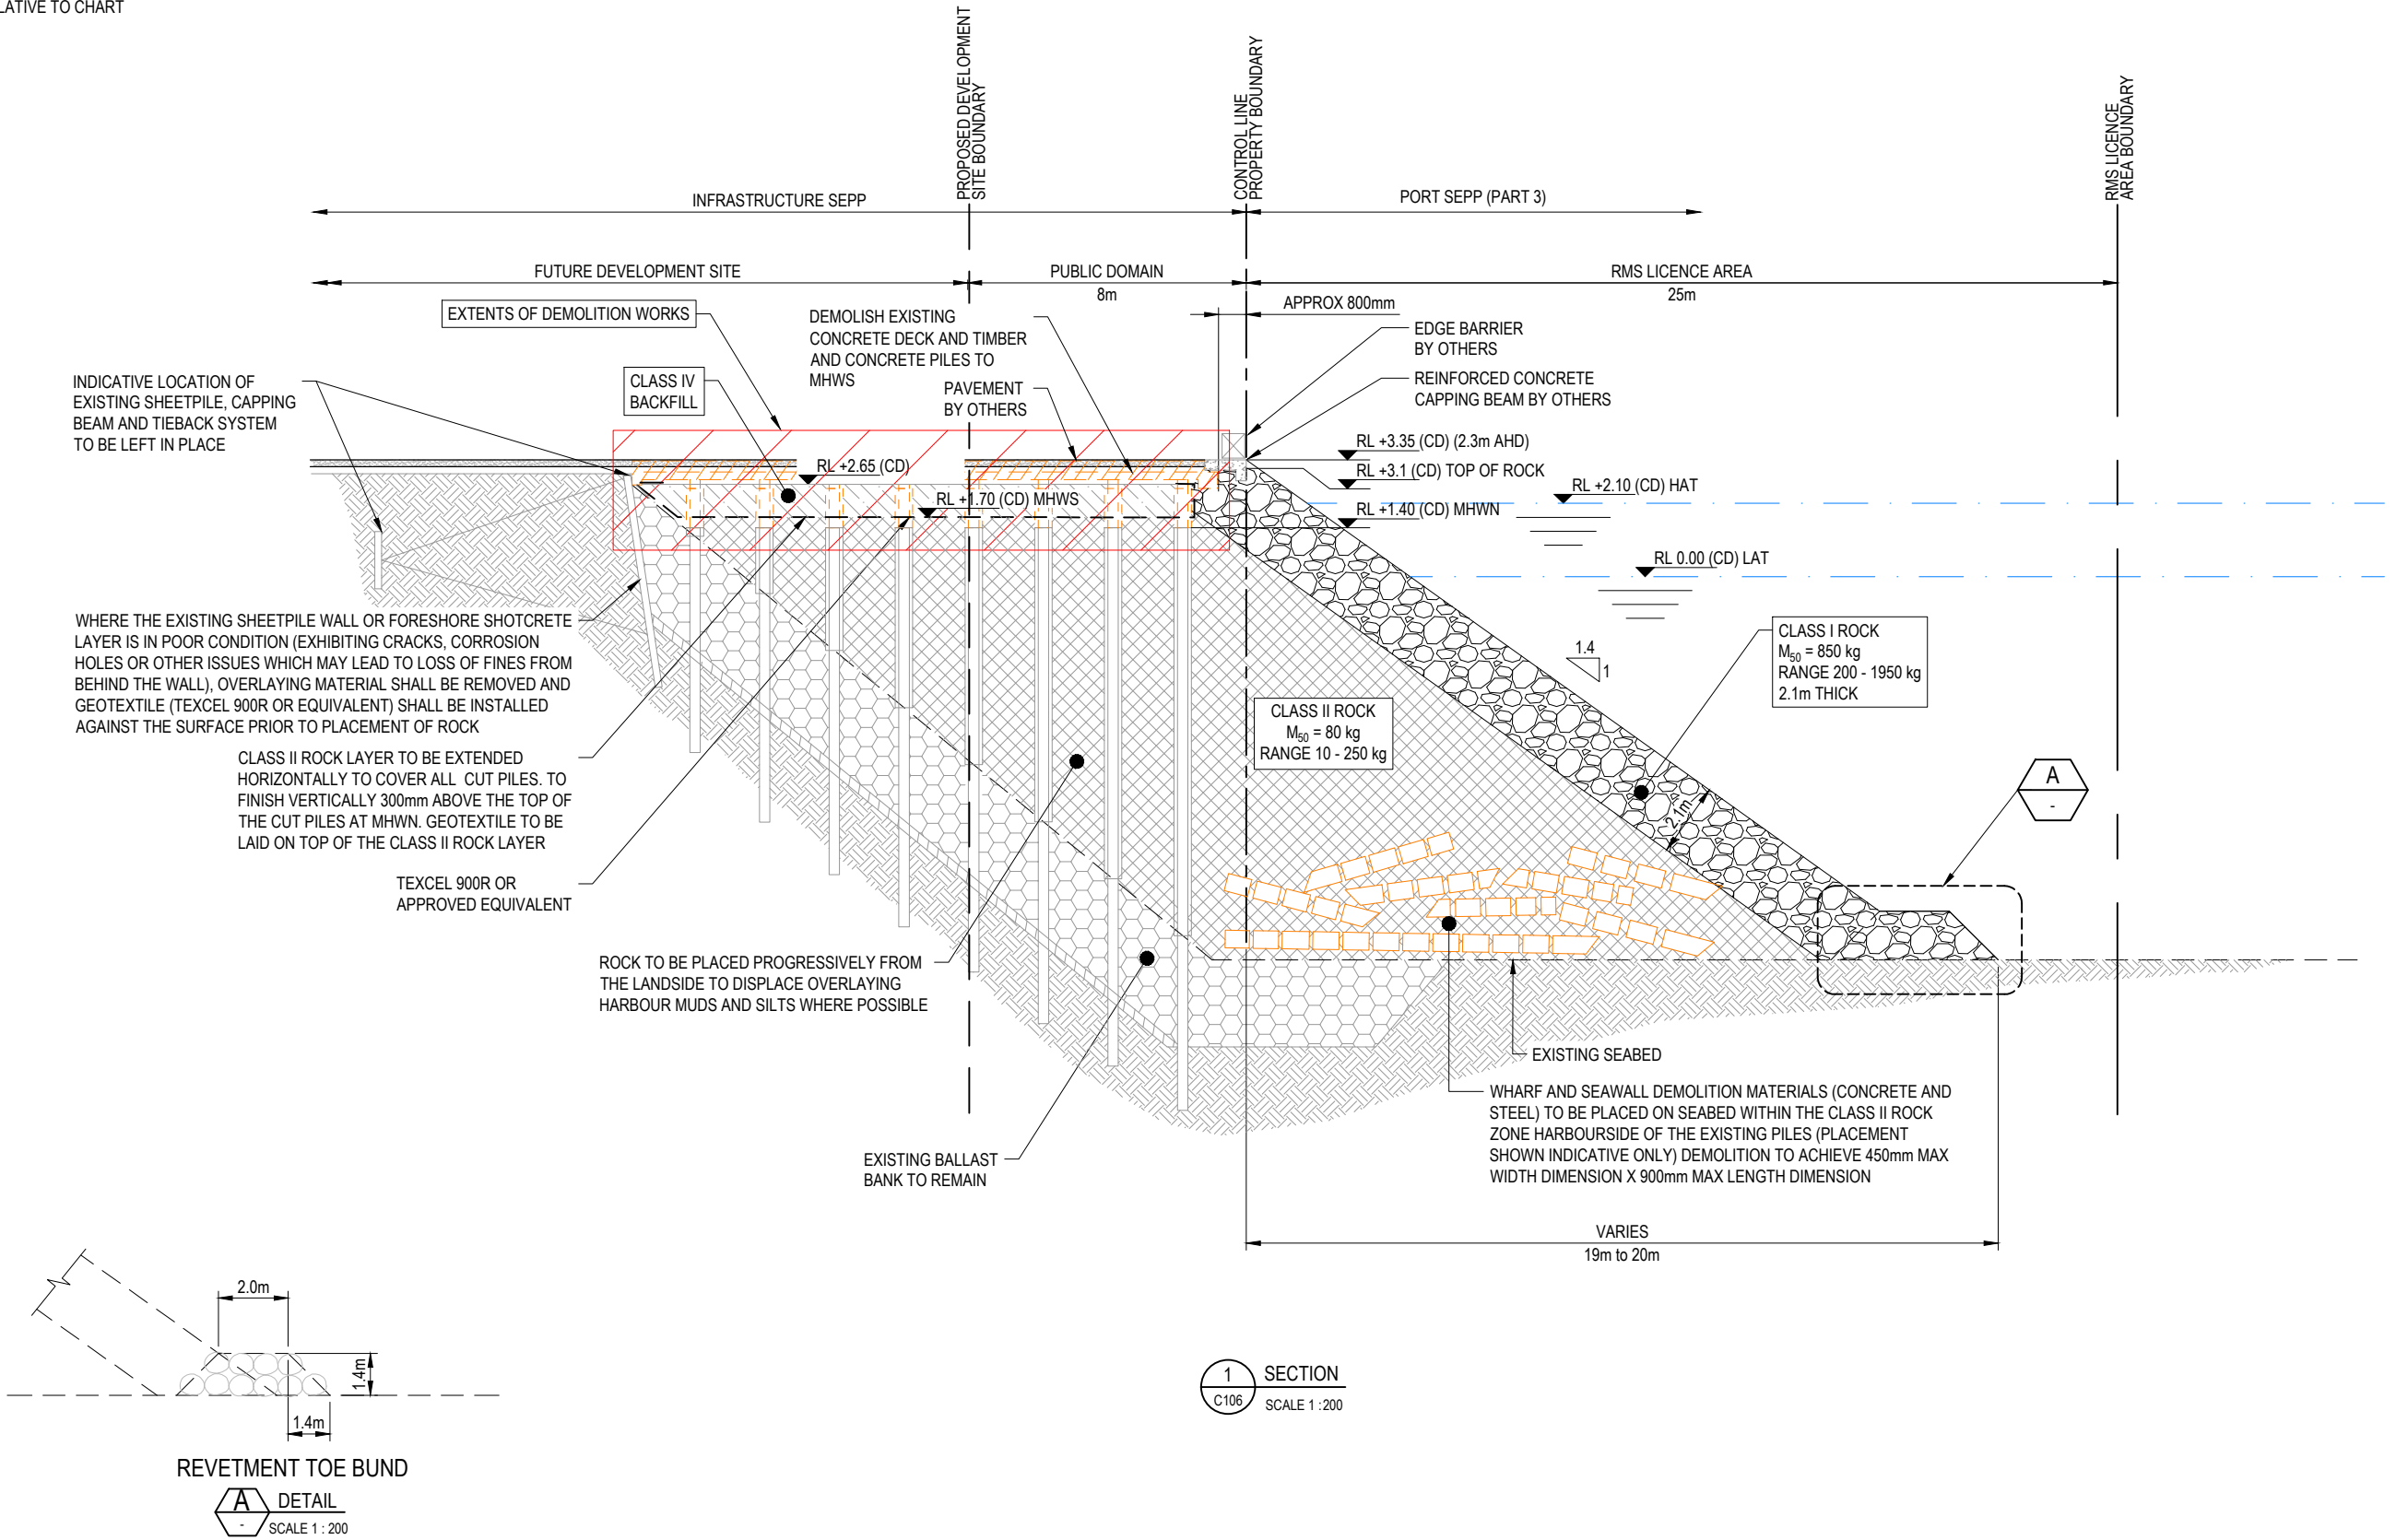 LATIVE TO CHART
PROPOSED DEVELOPMENT
SITE BOUNDARY
CONTROL LINE
PROPERTY BOUNDARY
RMS LICENCE
AREA BOUNDARY
INFRASTRUCTURE SEPP
PORT SEPP (PART 3)
FUTURE DEVELOPMENT SITE
PUBLIC DOMAIN
8m
RMS LICENCE AREA
25m
EXTENTS OF DEMOLITION WORKS
DEMOLISH EXISTING
CONCRETE DECK AND TIMBER
AND CONCRETE PILES TO
MHWS
APPROX 800mm
EDGE BARRIER
BY OTHERS
REINFORCED CONCRETE
CAPPING BEAM BY OTHERS
INDICATIVE LOCATION OF
EXISTING SHEETPILE, CAPPING
BEAM AND TIEBACK SYSTEM
TO BE LEFT IN PLACE
CLASS IV
BACKFILL
PAVEMENT
BY OTHERS
RL +3.35 (CD) (2.3m AHD)
RL +3.1 (CD) TOP OF ROCK
RL +2.65 (CD)
RL +2.10 (CD) HAT
RL +1.70 (CD) MHWS
RL +1.40 (CD) MHWN
RL 0.00 (CD) LAT
WHERE THE EXISTING SHEETPILE WALL OR FORESHORE SHOTCRETE
LAYER IS IN POOR CONDITION (EXHIBITING CRACKS, CORROSION
HOLES OR OTHER ISSUES WHICH MAY LEAD TO LOSS OF FINES FROM
BEHIND THE WALL), OVERLAYING MATERIAL SHALL BE REMOVED AND
GEOTEXTILE (TEXCEL 900R OR EQUIVALENT) SHALL BE INSTALLED
AGAINST THE SURFACE PRIOR TO PLACEMENT OF ROCK
1.4
1
CLASS I ROCK
M50 = 850 kg
RANGE 200 - 1950 kg
2.1m THICK
CLASS II ROCK
M50 = 80 kg
RANGE 10 - 250 kg
CLASS II ROCK LAYER TO BE EXTENDED
HORIZONTALLY TO COVER ALL CUT PILES. TO
FINISH VERTICALLY 300mm ABOVE THE TOP OF
THE CUT PILES AT MHWN. GEOTEXTILE TO BE
LAID ON TOP OF THE CLASS II ROCK LAYER
2.1m
A
-
TEXCEL 900R OR
APPROVED EQUIVALENT
ROCK TO BE PLACED PROGRESSIVELY FROM
THE LANDSIDE TO DISPLACE OVERLAYING
HARBOUR MUDS AND SILTS WHERE POSSIBLE
EXISTING SEABED
WHARF AND SEAWALL DEMOLITION MATERIALS (CONCRETE AND
STEEL) TO BE PLACED ON SEABED WITHIN THE CLASS II ROCK
ZONE HARBOURSIDE OF THE EXISTING PILES (PLACEMENT
SHOWN INDICATIVE ONLY) DEMOLITION TO ACHIEVE 450mm MAX
WIDTH DIMENSION X 900mm MAX LENGTH DIMENSION
EXISTING BALLAST
BANK TO REMAIN
VARIES
19m to 20m
2.0m
1.4m
1.4m
REVETMENT TOE BUND
A
-
DETAIL
SCALE 1 : 200
1
C106
SECTION
SCALE 1 : 200